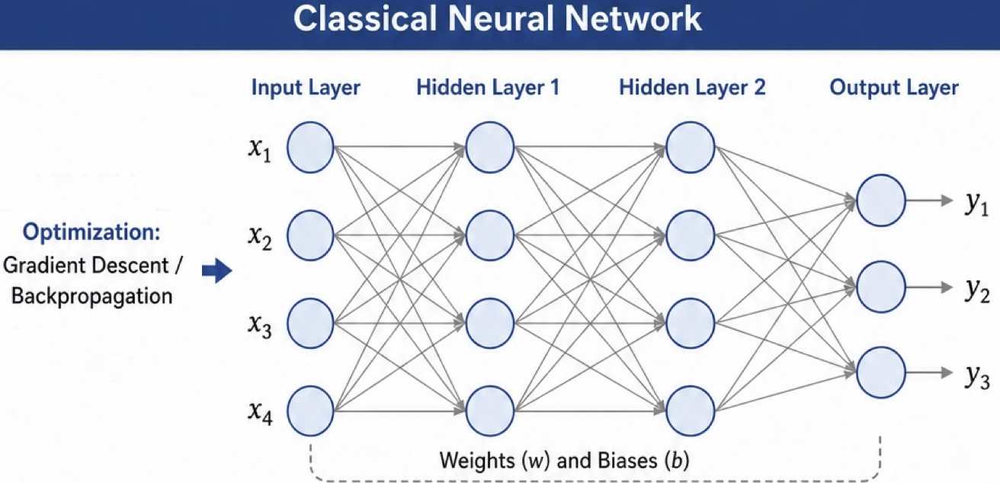 Classical Neural Network
Input Layer Hidden Layer 1 Hidden Layer 2 Output Layer
x₁
x₂
x₃
x₄
Optimization:
Gradient Descent /
Backpropagation
y₁
y₂
y₃
Weights (w) and Biases (b)